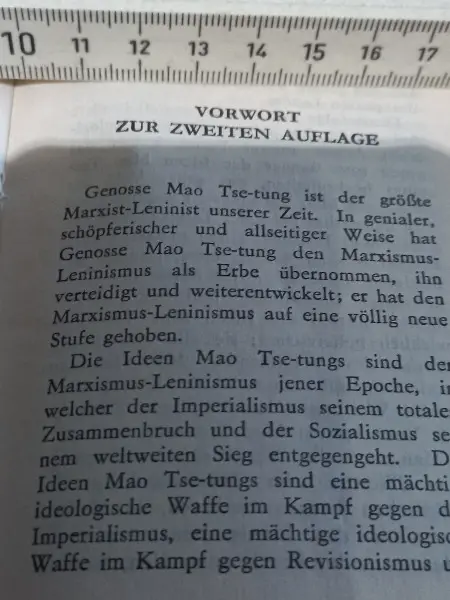 10 11 12 13 14 15 16 17
VORWORT
ZUR ZWEITEN AUFLAGE
Genosse Mao Tse-tung ist der größte
Marxist-Leninist unserer Zeit. In genialer,
schöpferischer und allseitiger Weise hat
Genosse Mao Tse-tung den Marxismus-
Leninismus als Erbe übernommen, ihn
verteidigt und weiterentwickelt; er hat den
Marxismus-Leninismus auf eine völlig neue
Stufe gehoben.
Die Ideen Mao Tse-tungs sind der
Marxismus-Leninismus jener Epoche, in
welcher der Imperialismus seinem totale
Zusammenbruch und der Sozialismus se
nem weltweiten Sieg entgegengeht. D
Ideen Mao Tse-tungs sind eine mächti
ideologische Waffe im Kampf gegen d
Imperialismus, eine mächtige ideologisc
Waffe im Kampf gegen Revisionismus u